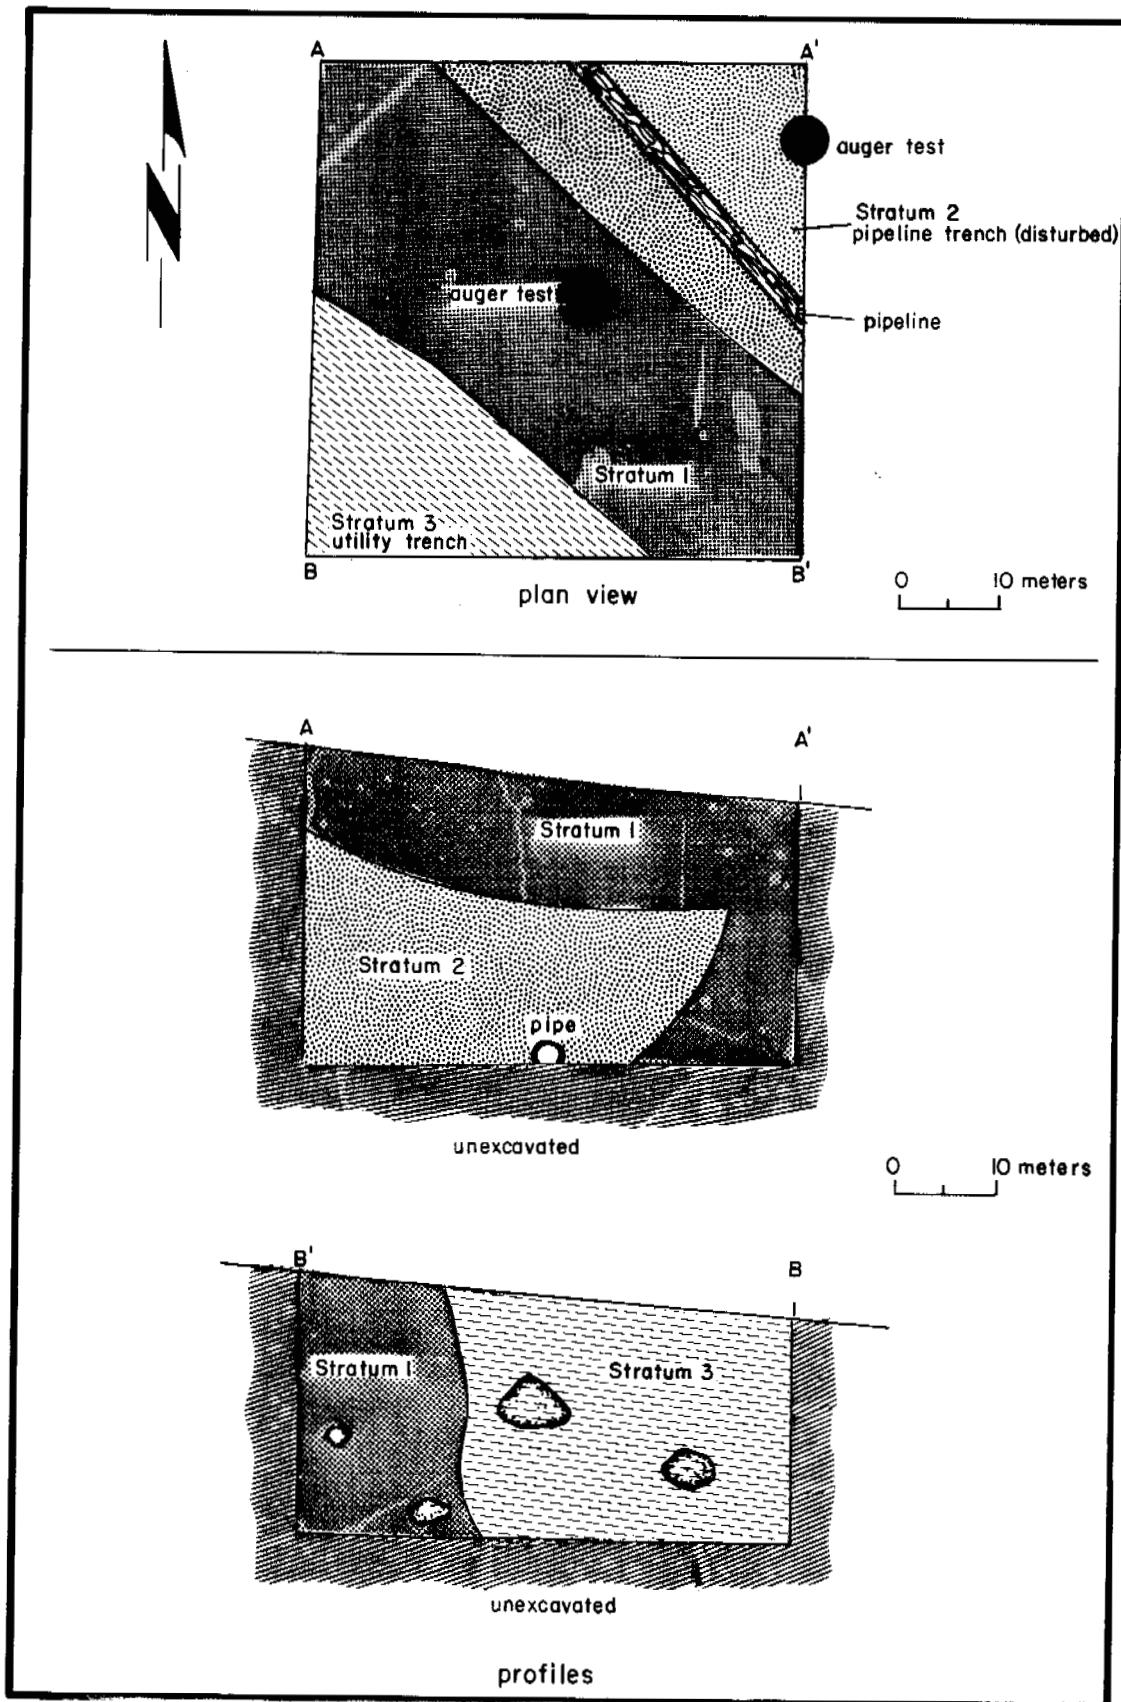 A
A'
auger test
Stratum 2
pipeline trench (disturbed)
auger test
pipeline
Stratum 1
Stratum 3
utility trench
B
B'
plan view
0 10 meters
N
A
A'
Stratum 1
Stratum 2
pipe
unexcavated
0 10 meters
B'
B
Stratum 1
Stratum 3
unexcavated
profiles